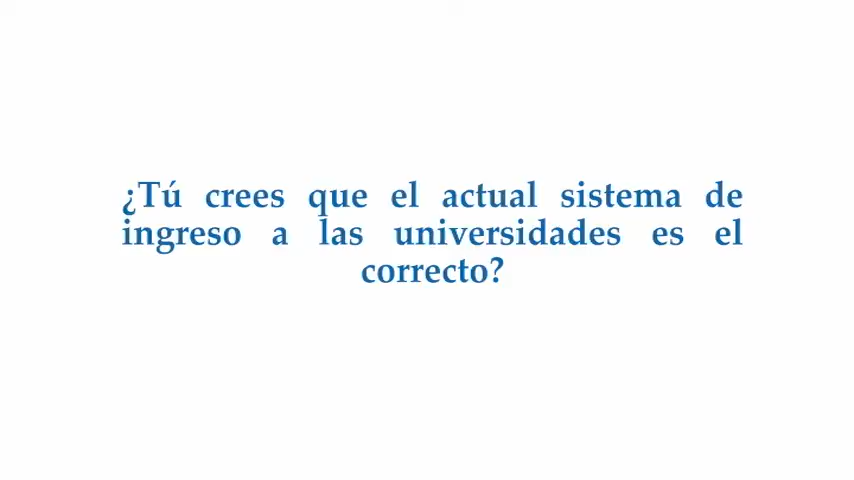 ¿Tú crees que el actual sistema de
ingreso a las universidades es el
correcto?